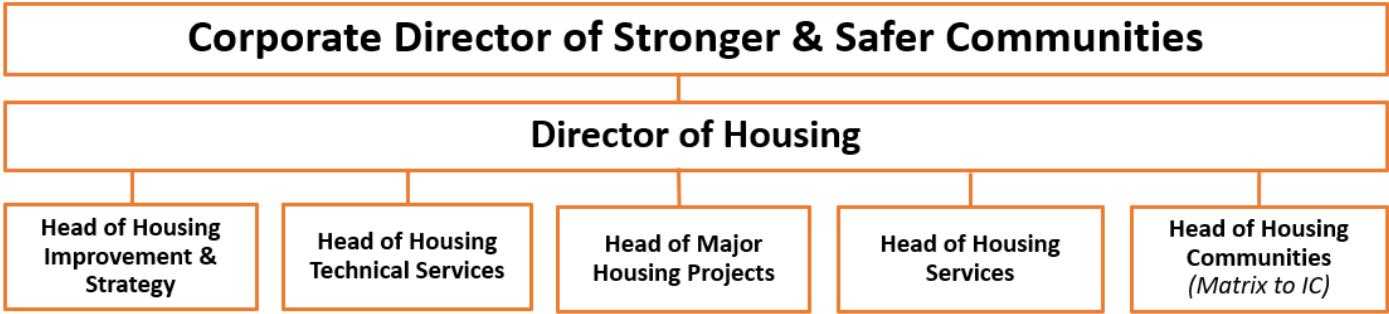 Corporate Director of Stronger & Safer Communities
Director of Housing
Head of Housing
Improvement &
Strategy
Head of Housing
Technical Services
Head of Major
Housing Projects
Head of Housing
Services
Head of Housing
Communities
(Matrix to IC)